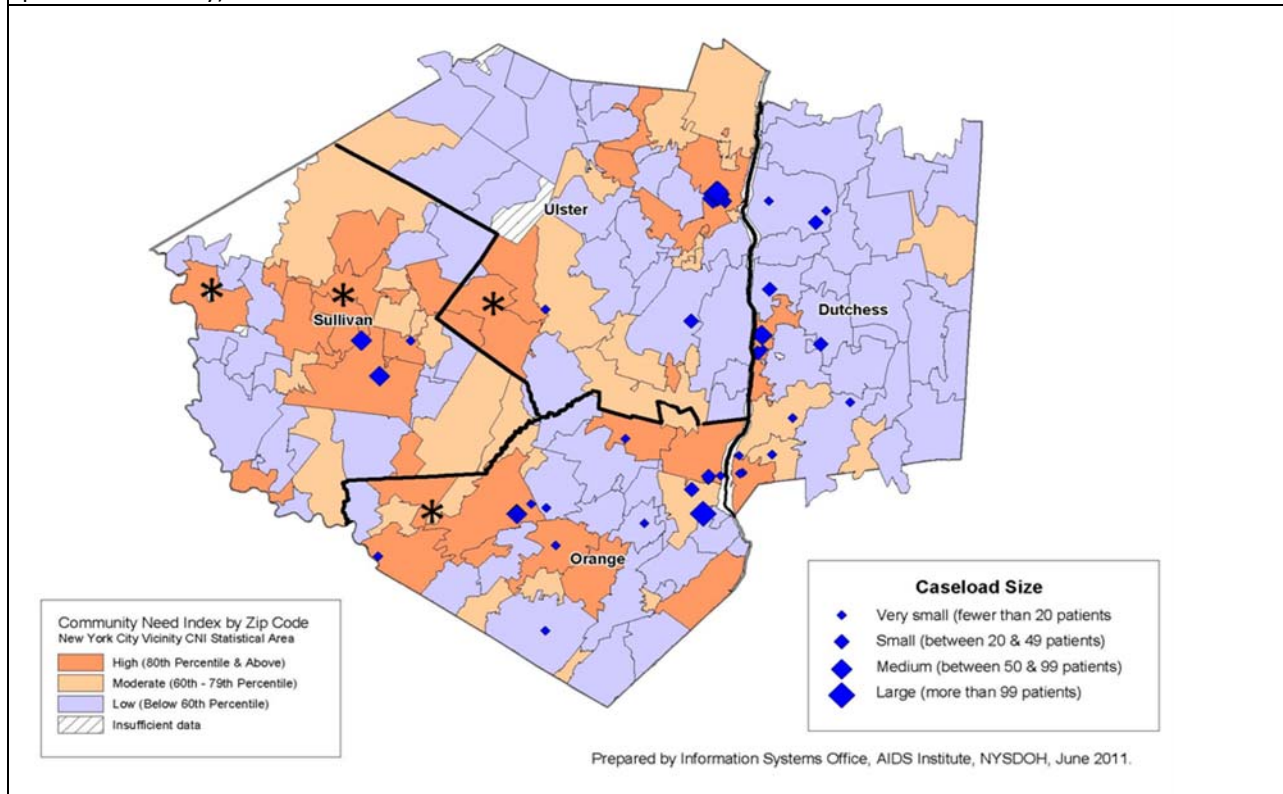 Ulster
Dutchess
Sullivan
Orange
Community Need Index by Zip Code
New York City Vicinity CNI Statistical Area
High (80th Percentile & Above)
Moderate (60th - 79th Percentile)
Low (Below 60th Percentile)
Insufficient data
Caseload Size
Very small (fewer than 20 patients
Small (between 20 & 49 patients)
Medium (between 50 & 99 patients)
Large (more than 99 patients)
Prepared by Information Systems Office, AIDS Institute, NYSDOH, June 2011.